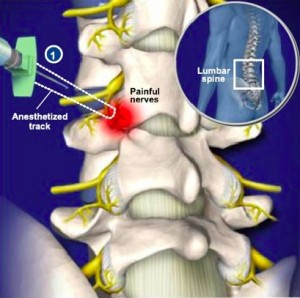 1
Painful
nerves
Lumbar
spine
Anesthetized
track